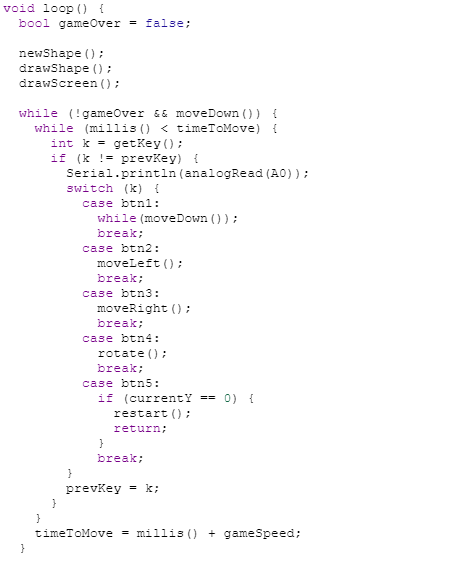 void loop() {
  bool gameOver = false;

  newShape();
  drawShape();
  drawScreen();

  while (!gameOver && moveDown()) {
    while (millis() < timeToMove) {
      int k = getKey();
      if (k != prevKey) {
        Serial.println(analogRead(A0));
        switch (k) {
          case btn1:
            while(moveDown());
            break;
          case btn2:
            moveLeft();
            break;
          case btn3:
            moveRight();
            break;
          case btn4:
            rotate();
            break;
          case btn5:
            if (currentY == 0) {
              restart();
              return;
            }
            break;
        }
        prevKey = k;
      }
    }
    timeToMove = millis() + gameSpeed;
  }